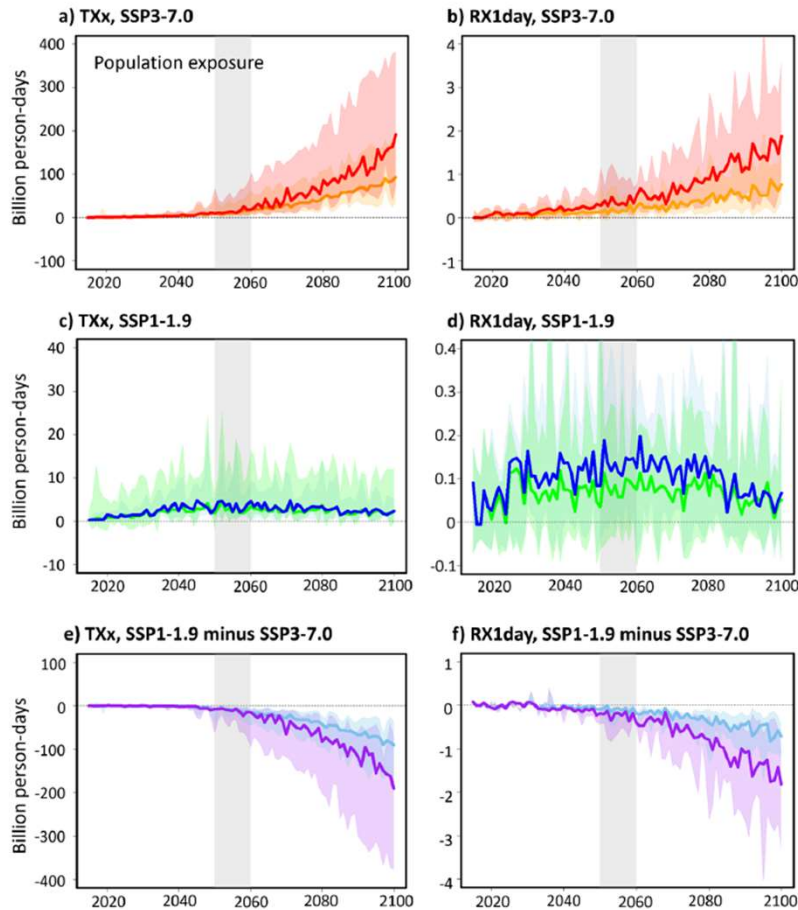 a) TXx, SSP3-7.0
400
300
200
100
0
-100
Population exposure
Billion person-days
2020 2040 2060 2080 2100
b) RX1day, SSP3-7.0
4
3
2
1
0
-1
2020 2040 2060 2080 2100
c) TXx, SSP1-1.9
40
30
20
10
0
-10
Billion person-days
2020 2040 2060 2080 2100
d) RX1day, SSP1-1.9
0.4
0.3
0.2
0.1
0
-0.1
2020 2040 2060 2080 2100
e) TXx, SSP1-1.9 minus SSP3-7.0
100
0
-100
-200
-300
-400
Billion person-days
2020 2040 2060 2080 2100
f) RX1day, SSP1-1.9 minus SSP3-7.0
1
0
-1
-2
-3
-4
2020 2040 2060 2080 2100